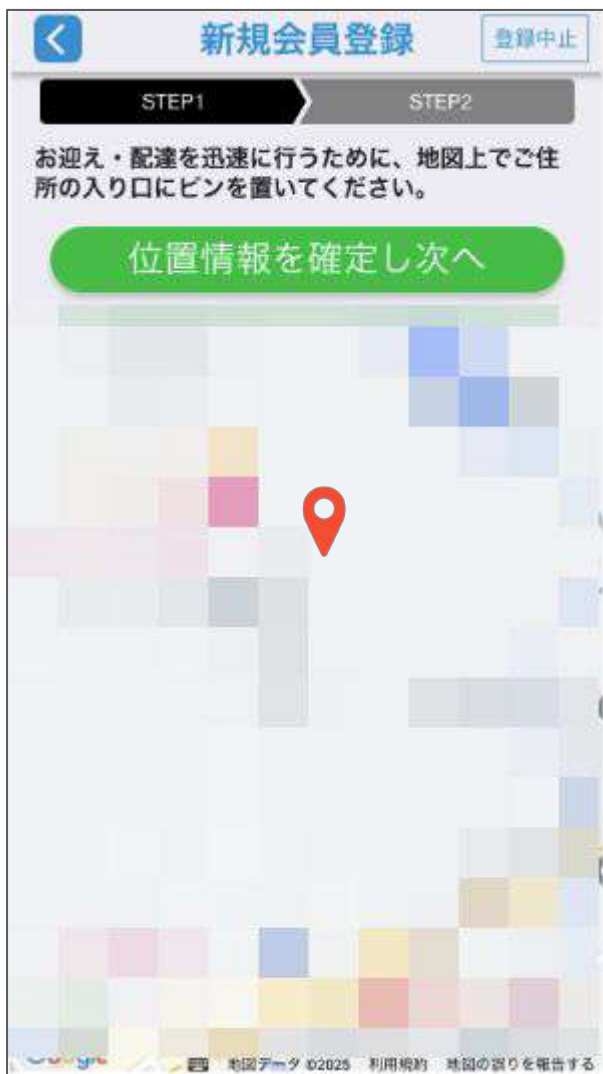 新規会員登録
登録中止
STEP1
STEP2
お迎え・配達を迅速に行うために、地図上でご住
所の入り口にピンを置いてください。
位置情報を確定し次へ
地図データ ©2025 利用規約 地図の誤りを報告する